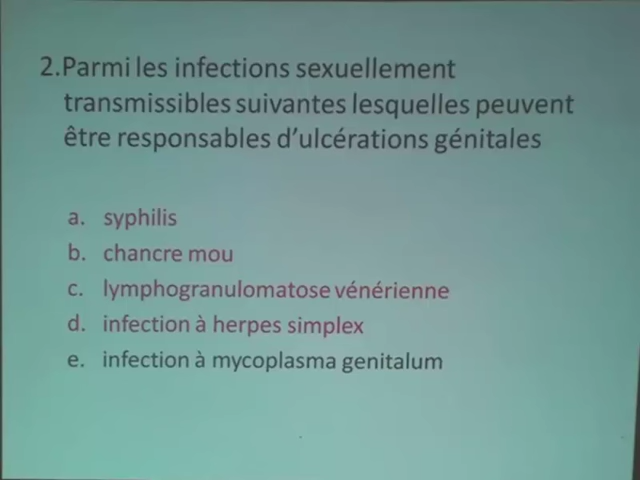 2.Parmi les infections sexuellement
transmissibles suivantes lesquelles peuvent
être responsables d'ulcérations génitales
a. syphilis
b. chancre mou
c. lymphogranulomatose vénérienne
d. infection à herpes simplex
e. infection à mycoplasma genitalum